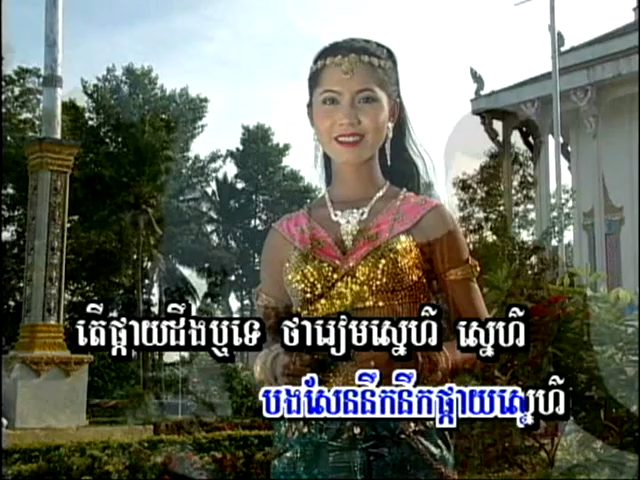 តើផ្កាយដឹងឬទេ ថារៀមស្នេហ៍ ស្នេហ៍
បងសែននឹកនឹកផ្កាយស្នេហ៍